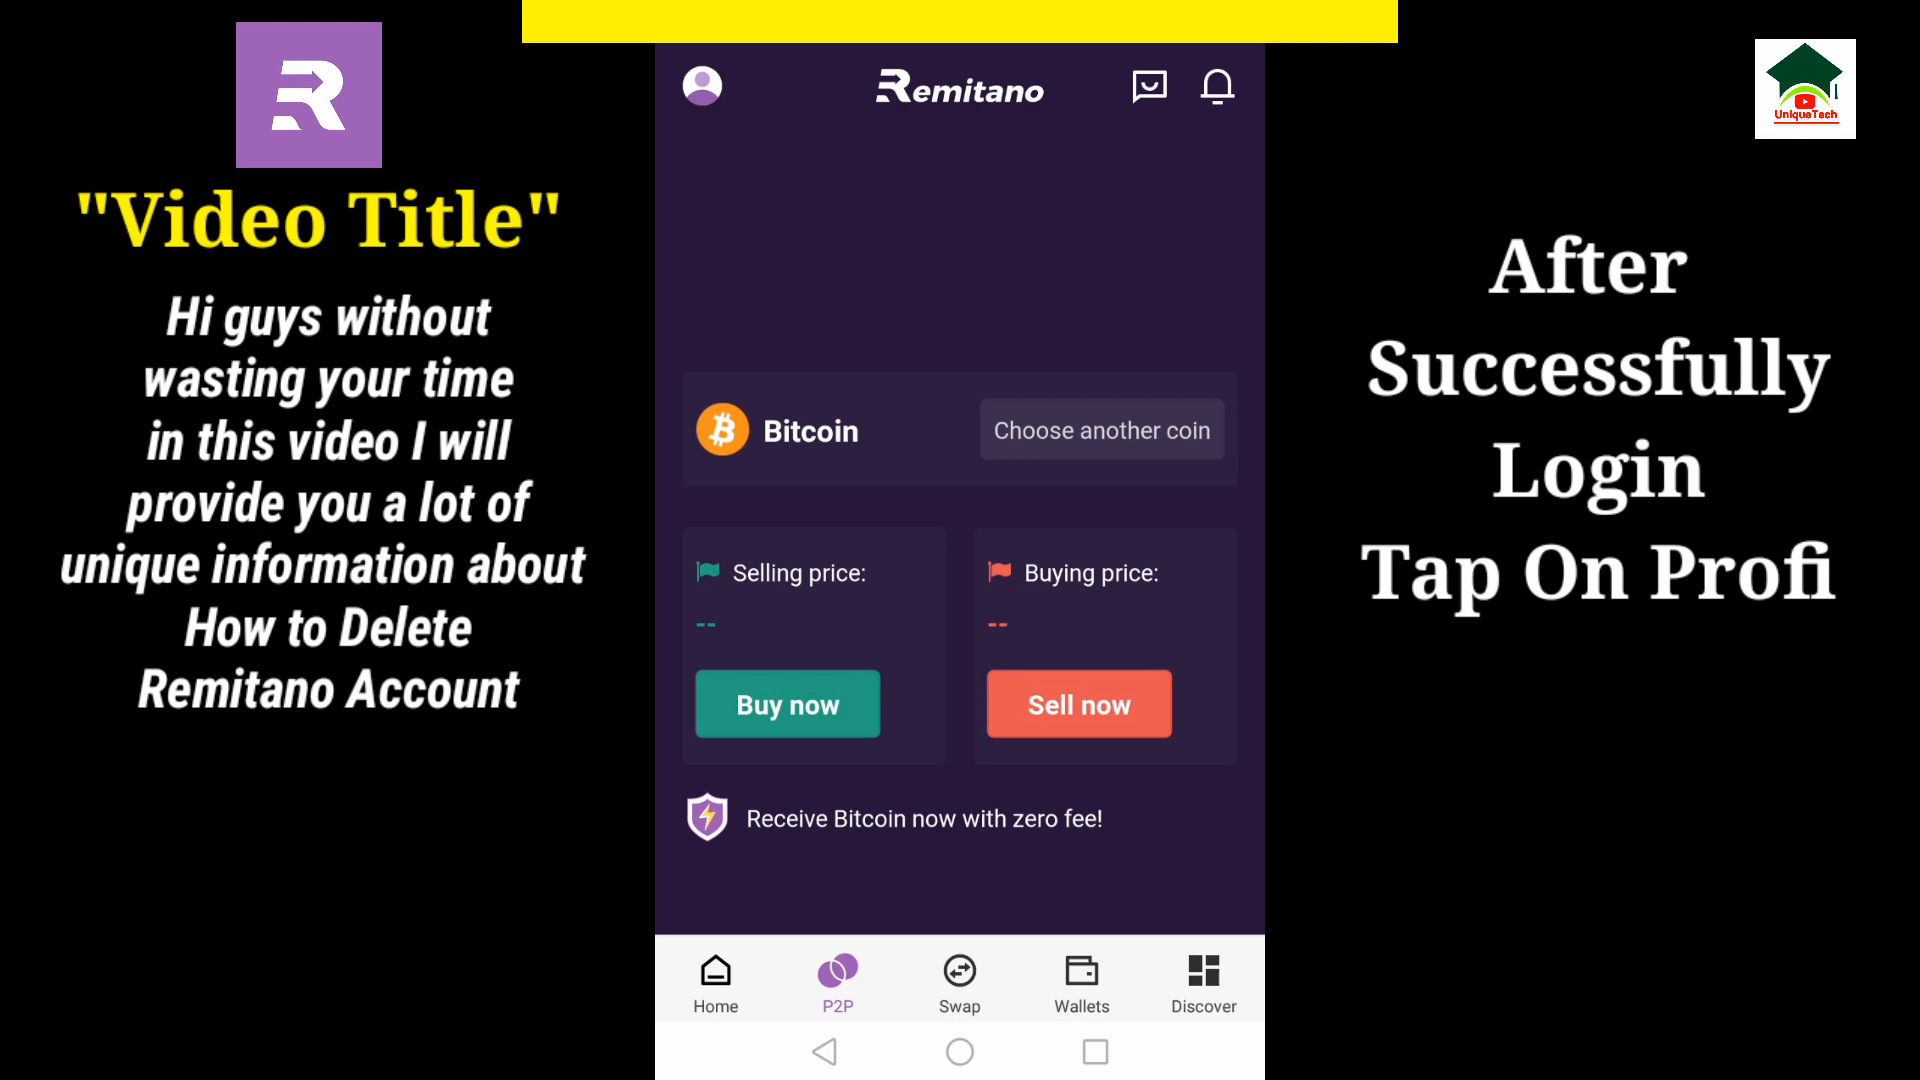 "Video Title"
Hi guys without
wasting your time
in this video I will
provide you a lot of
unique information about
How to Delete
Remitano Account
Remitano
Bitcoin
Choose another coin
Selling price:
--
Buy now
Buying price:
--
Sell now
Receive Bitcoin now with zero fee!
Home
P2P
Swap
Wallets
Discover
UniqueTech
After
Successfully
Login
Tap On Profi